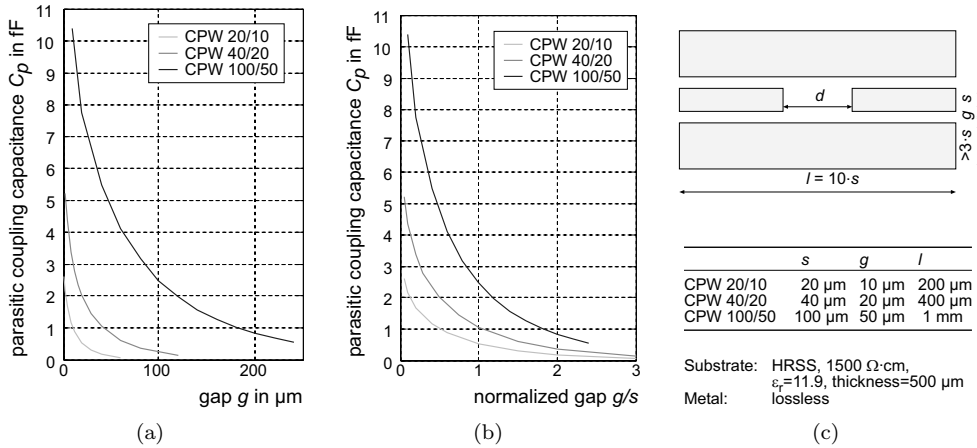 11
10
9
8
7
6
5
4
3
2
1
0
parasitic coupling capacitance Cp in fF
CPW 20/10
CPW 40/20
CPW 100/50
0 100 200
gap g in µm
(a)
11
10
9
8
7
6
5
4
3
2
1
0
parasitic coupling capacitance Cp in fF
CPW 20/10
CPW 40/20
CPW 100/50
0 1 2 3
normalized gap g/s
(b)
d
s
g
>3·s
l = 10·s
s g l
CPW 20/10 20 µm 10 µm 200 µm
CPW 40/20 40 µm 20 µm 400 µm
CPW 100/50 100 µm 50 µm 1 mm
Substrate: HRSS, 1500 Ω·cm,
εr=11.9, thickness=500 µm
Metal: lossless
(c)